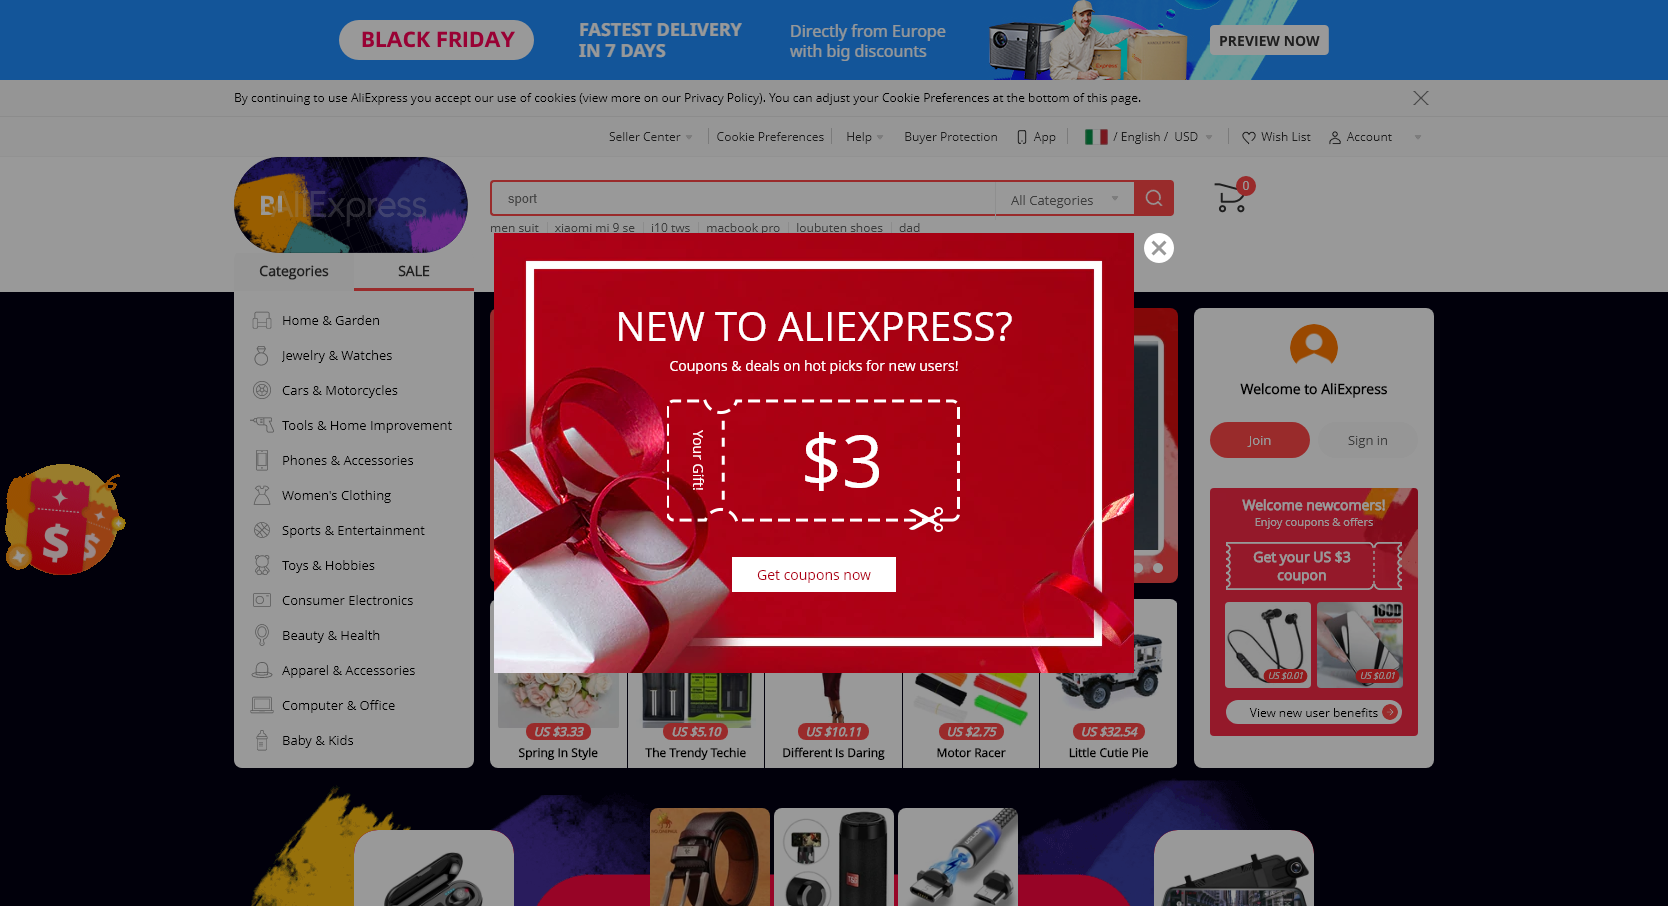 BLACK FRIDAY
FASTEST DELIVERY
IN 7 DAYS
Directly from Europe
with big discounts
PREVIEW NOW
By continuing to use AliExpress you accept our use of cookies (view more on our Privacy Policy). You can adjust your Cookie Preferences at the bottom of this page.
Seller Center
Cookie Preferences
Help
Buyer Protection
App
/ English / USD
Wish List
Account
AliExpress
sport
All Categories
0
men suit
xiaomi mi 9 se
i10 tws
macbook pro
loubuten shoes
dad
Categories
SALE
Home & Garden
Jewelry & Watches
Cars & Motorcycles
Tools & Home Improvement
Phones & Accessories
Women's Clothing
Sports & Entertainment
Toys & Hobbies
Consumer Electronics
Beauty & Health
Apparel & Accessories
Computer & Office
Baby & Kids
$
$
NEW TO ALIEXPRESS?
Coupons & deals on hot picks for new users!
Your Gift!
$3
Get coupons now
US $3.33
Spring In Style
US $5.10
The Trendy Techie
US $10.11
Different Is Daring
US $2.75
Motor Racer
US $32.54
Little Cutie Pie
Welcome to AliExpress
Join
Sign in
Welcome newcomers!
Enjoy coupons & offers
Get your US $3
coupon
100D
US $0.01
US $0.01
View new user benefits